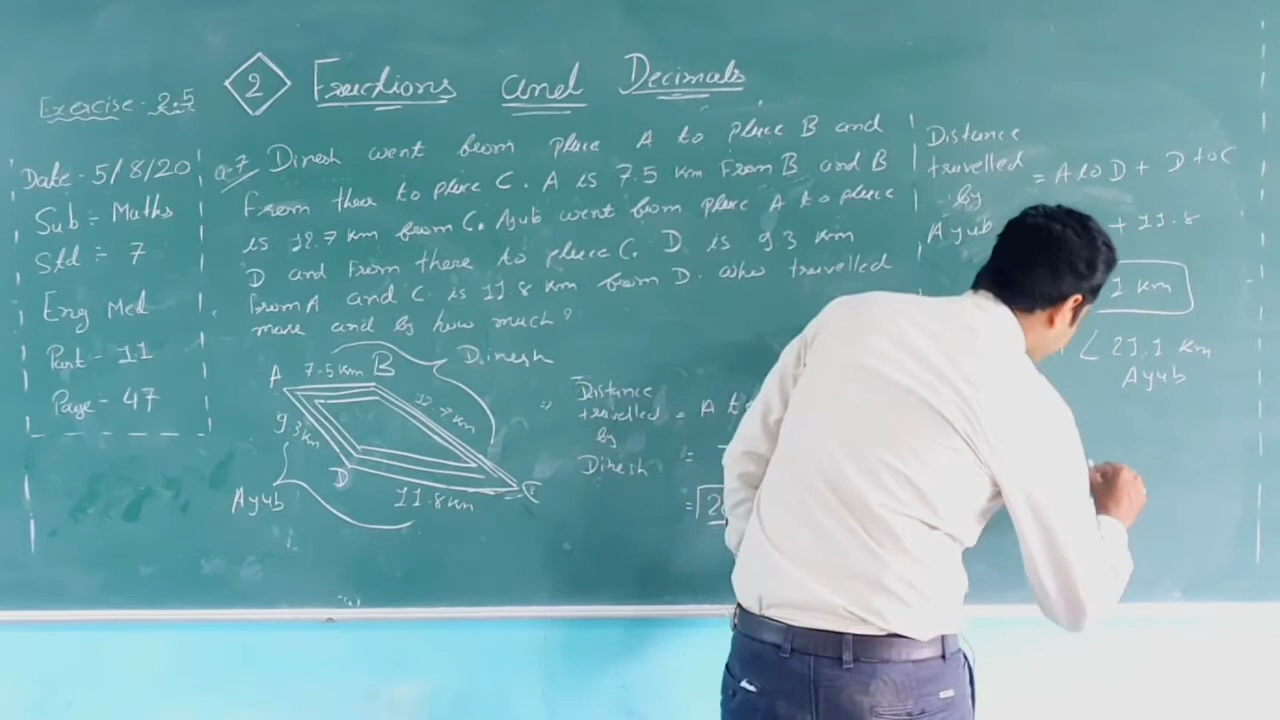 2 Fractions and Decimals
Exercise - 2.5
Date - 5/8/20
Sub = Maths
Std = 7
Eng Med
Part - 11
Page - 47
Q-7 Dinesh went from place A to place B and
From there to place C. A is 7.5 km From B and B
is 12.7 km from C. Ayub went from place A to place
D and From there to place C. D. is 9 3 km
From A and C. is 11 8 km from D. who travelled
more and by how much?
A 7.5 km B Dinesh
12.7 km
9.3 km
D
C
11.8 km
Ayub
Distance
travelled = A to
by
Dinesh =
=
Distance
travelled = A to D + D to C
by
Ayub + 11.8
1 km
< 21.1 km
Ayub